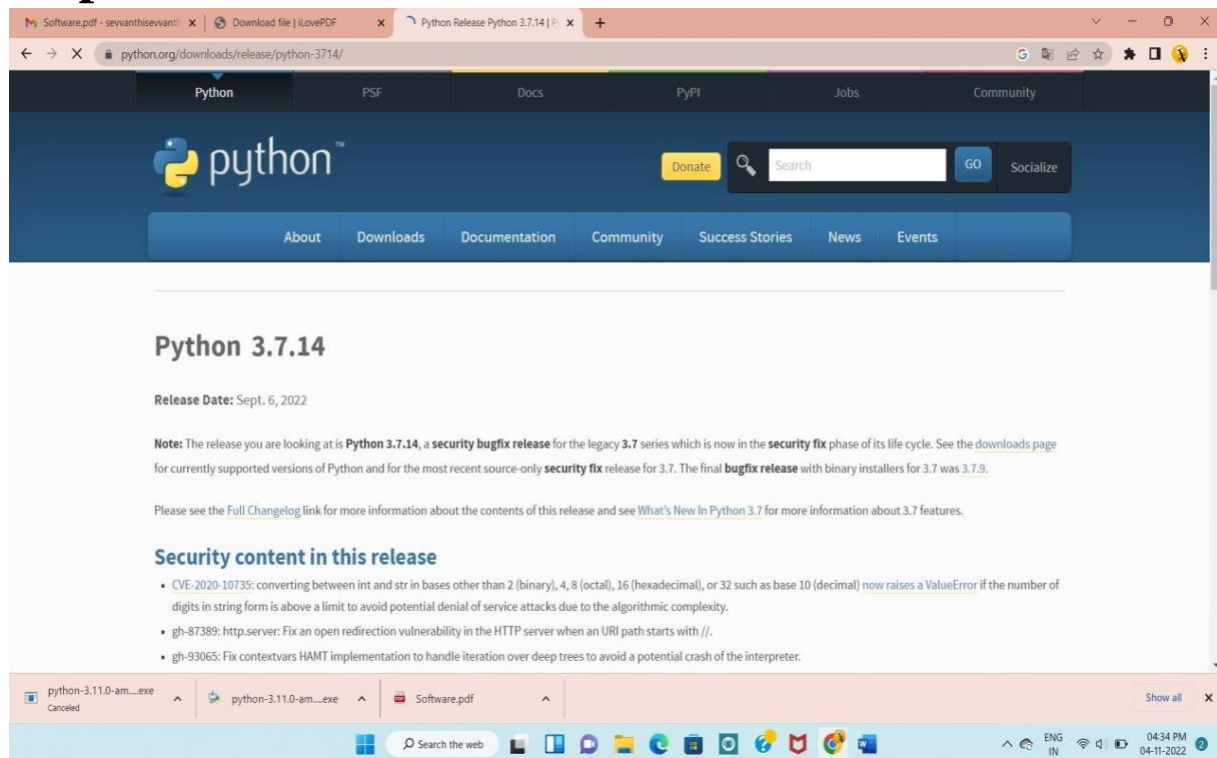 Software.pdf - sevvanthisevvanth
Download file | iLovePDF
Python Release Python 3.7.14 | P
python.org/downloads/release/python-3714/
Python PSF Docs PyPI Jobs Community
python™
Donate Search GO Socialize
About Downloads Documentation Community Success Stories News Events
Python 3.7.14
Release Date: Sept. 6, 2022
Note: The release you are looking at is Python 3.7.14, a security bugfix release for the legacy 3.7 series which is now in the security fix phase of its life cycle. See the downloads page
for currently supported versions of Python and for the most recent source-only security fix release for 3.7. The final bugfix release with binary installers for 3.7 was 3.7.9.
Please see the Full Changelog link for more information about the contents of this release and see What's New In Python 3.7 for more information about 3.7 features.
Security content in this release
▪ CVE-2020-10735: converting between int and str in bases other than 2 (binary), 4, 8 (octal), 16 (hexadecimal), or 32 such as base 10 (decimal) now raises a ValueError if the number of
digits in string form is above a limit to avoid potential denial of service attacks due to the algorithmic complexity.
▪ gh-87389: http.server: Fix an open redirection vulnerability in the HTTP server when an URI path starts with //.
▪ gh-93065: Fix contextvars HAMT implementation to handle iteration over deep trees to avoid a potential crash of the interpreter.
python-3.11.0-am....exe
Canceled
python-3.11.0-am....exe
Software.pdf
Show all
Search the web
ENG
IN
04:34 PM
04-11-2022
2